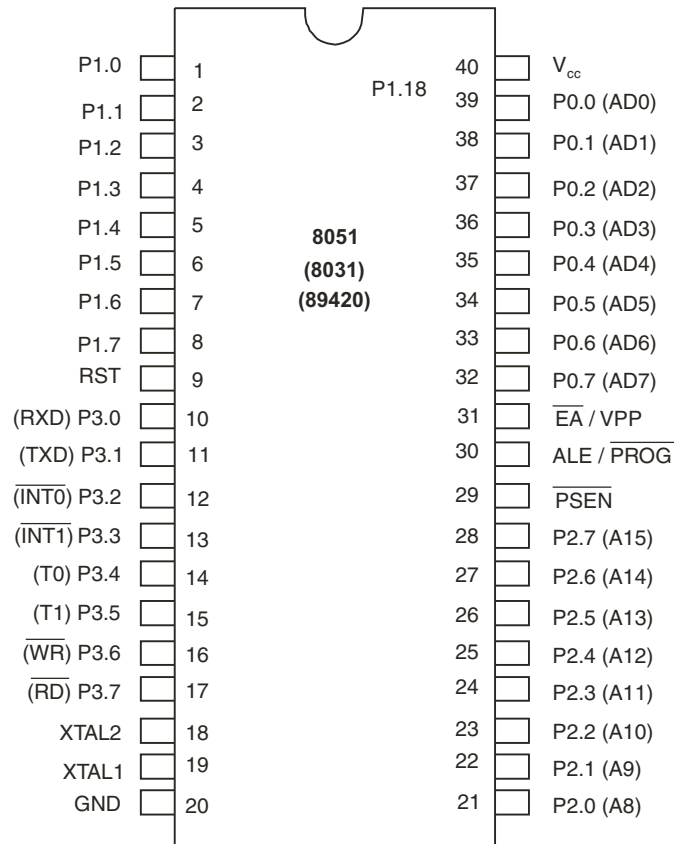 P1.0 1 40 Vcc
P1.18
P1.1 2 39 P0.0 (AD0)
P1.2 3 38 P0.1 (AD1)
P1.3 4 37 P0.2 (AD2)
P1.4 5 36 P0.3 (AD3)
8051
P1.5 6 35 P0.4 (AD4)
(8031)
P1.6 7 34 P0.5 (AD5)
(89420)
P1.7 8 33 P0.6 (AD6)
RST 9 32 P0.7 (AD7)
(RXD) P3.0 10 31 E̅A̅ / VPP
(TXD) P3.1 11 30 ALE / P̅R̅O̅G̅
(I̅N̅T̅0̅) P3.2 12 29 P̅S̅E̅N̅
(I̅N̅T̅1̅) P3.3 13 28 P2.7 (A15)
(T0) P3.4 14 27 P2.6 (A14)
(T1) P3.5 15 26 P2.5 (A13)
(W̅R̅) P3.6 16 25 P2.4 (A12)
(R̅D̅) P3.7 17 24 P2.3 (A11)
XTAL2 18 23 P2.2 (A10)
XTAL1 19 22 P2.1 (A9)
GND 20 21 P2.0 (A8)